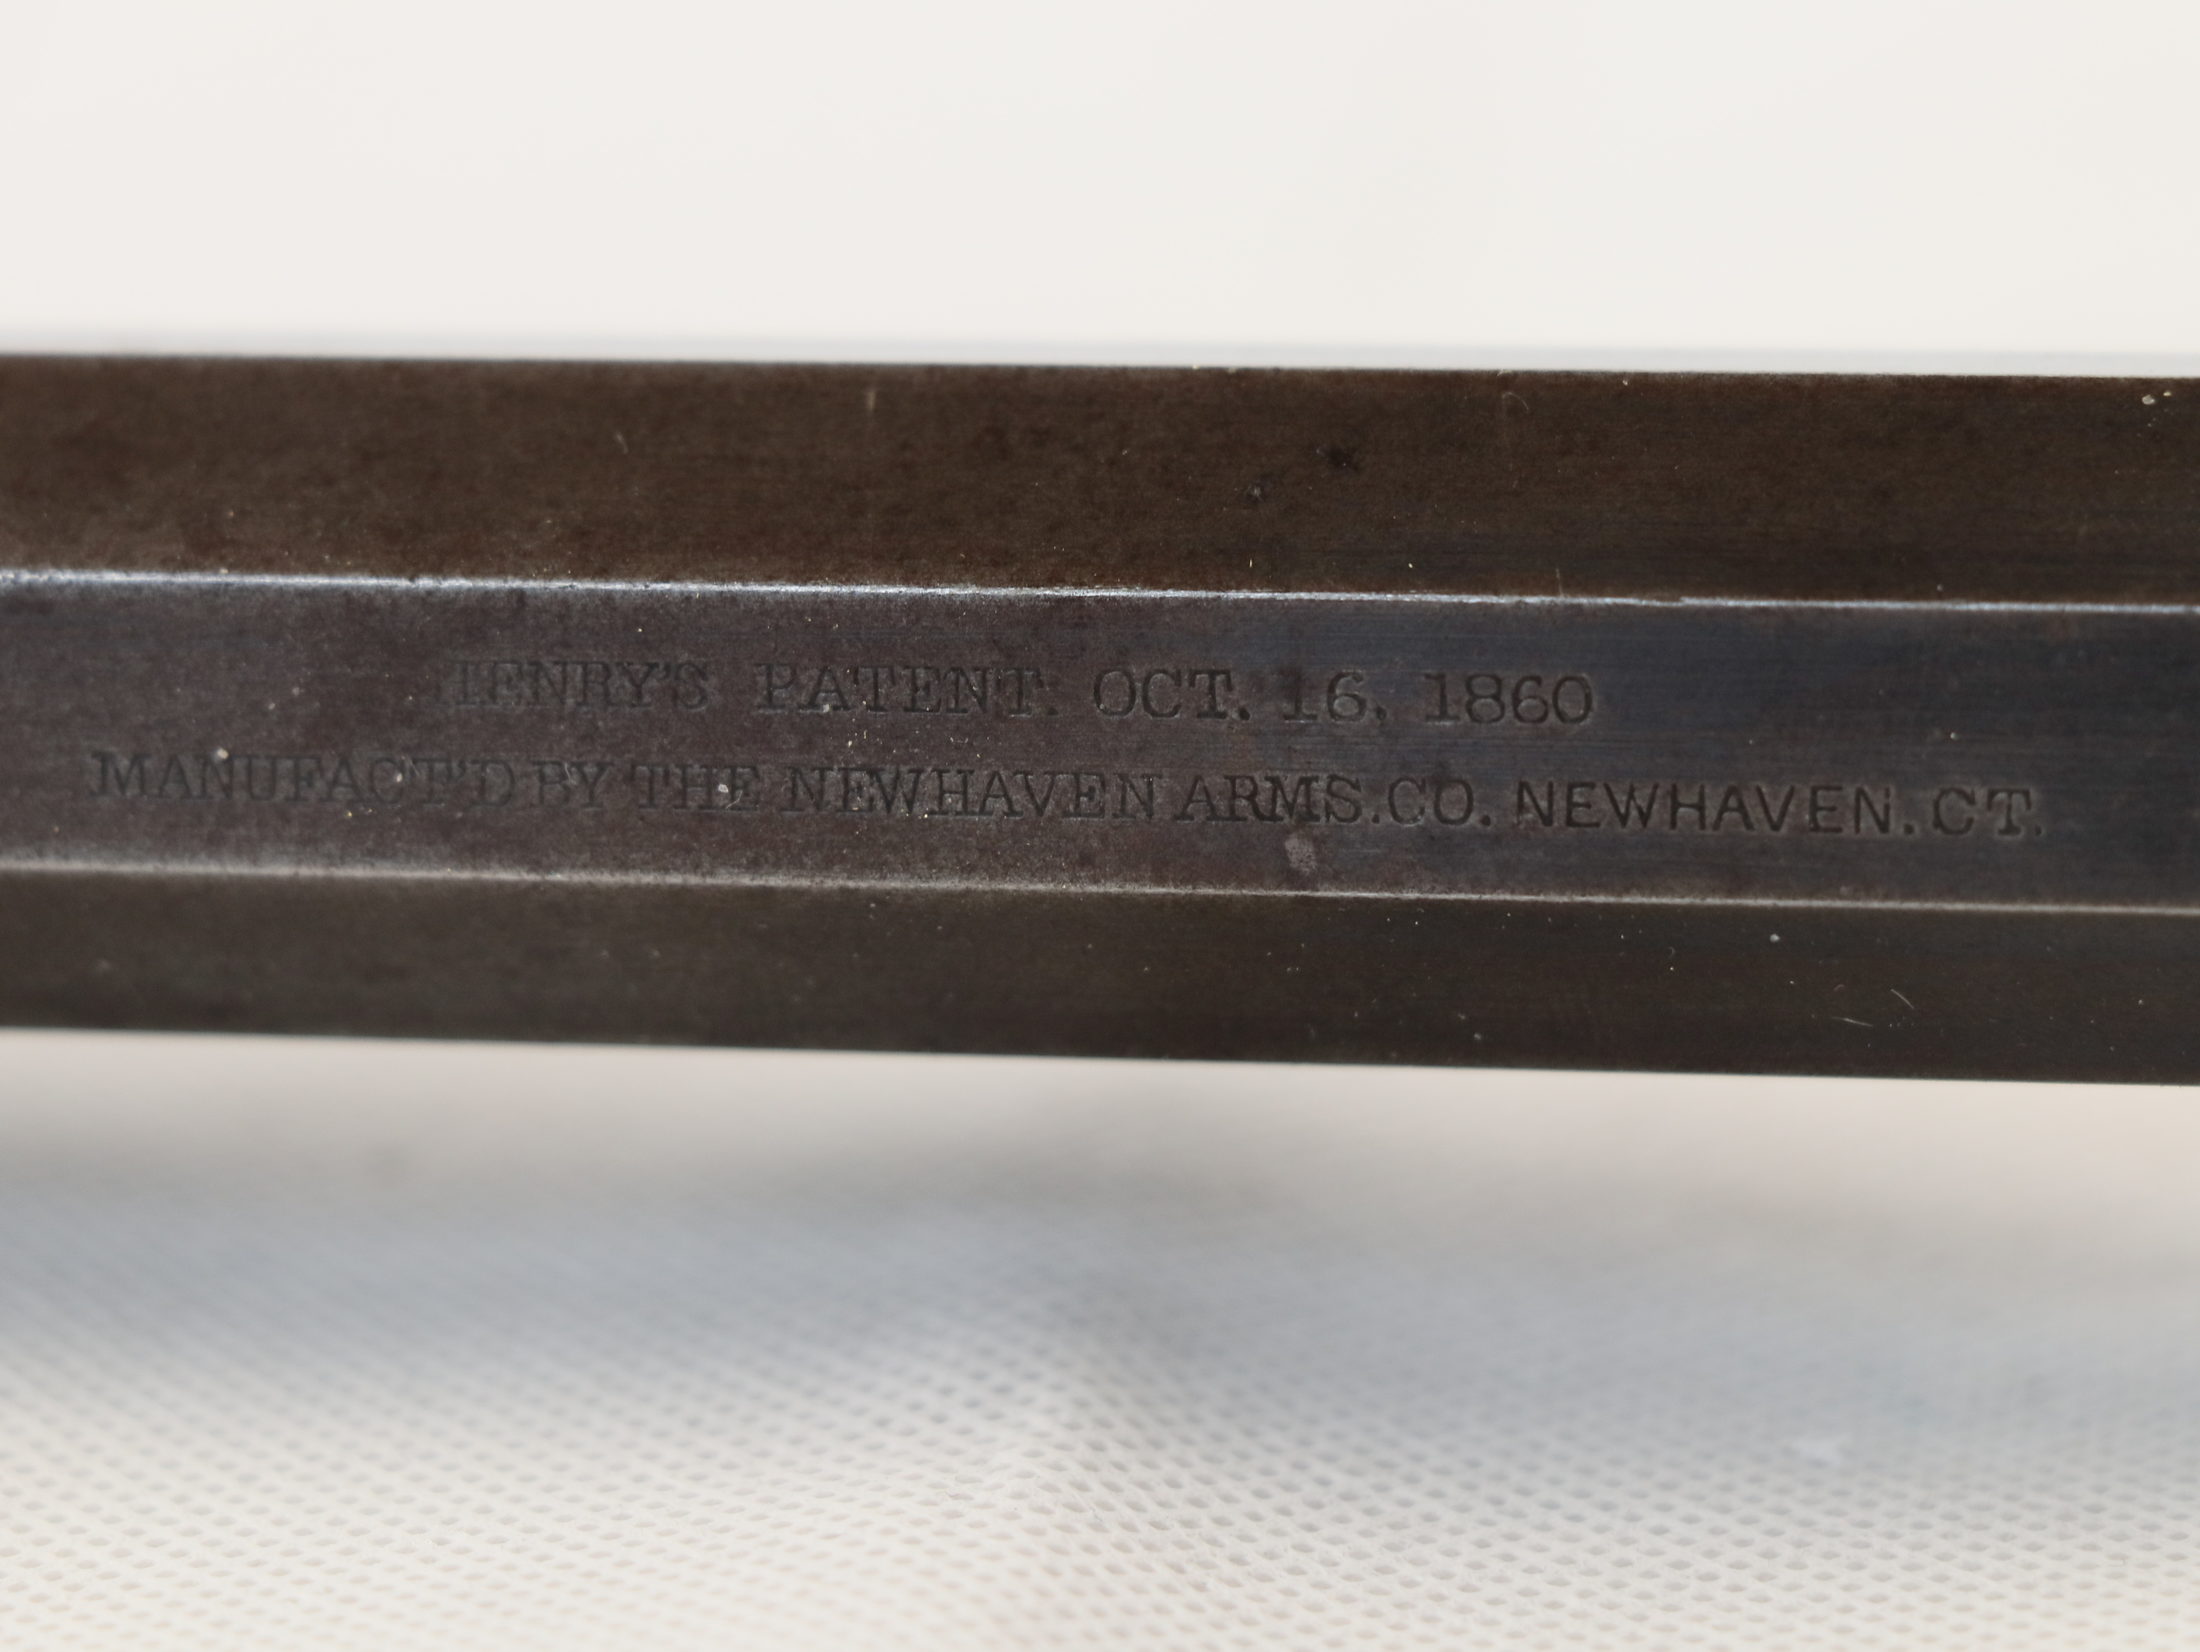 HENRY'S PATENT. OCT. 16, 1860
MANUFACT'D BY THE NEWHAVEN ARMS.CO. NEWHAVEN.CT.